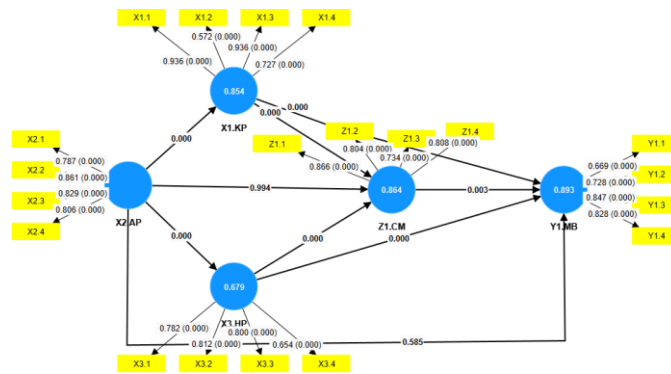 X1.1 X1.2 X1.3 X1.4
0.572 (0.000) 0.936 (0.000)
0.936 (0.000) 0.727 (0.000)
0.854
X1.KP
0.000
0.000
X2.1
X2.2
X2.3
X2.4
0.787 (0.000)
0.861 (0.000)
0.829 (0.000)
0.806 (0.000)
X2.AP
0.000
0.994
0.000
Z1.1 Z1.2 Z1.3 Z1.4
0.866 (0.000)
0.804 (0.000)
0.734 (0.000)
0.808 (0.000)
0.864
Z1.CM
0.003
0.000
0.000
0.893
Y1.MB
Y1.1
Y1.2
Y1.3
Y1.4
0.669 (0.000)
0.728 (0.000)
0.847 (0.000)
0.828 (0.000)
0.679
X3.HP
0.585
0.782 (0.000) 0.800 (0.000)
0.812 (0.000) 0.654 (0.000)
X3.1 X3.2 X3.3 X3.4